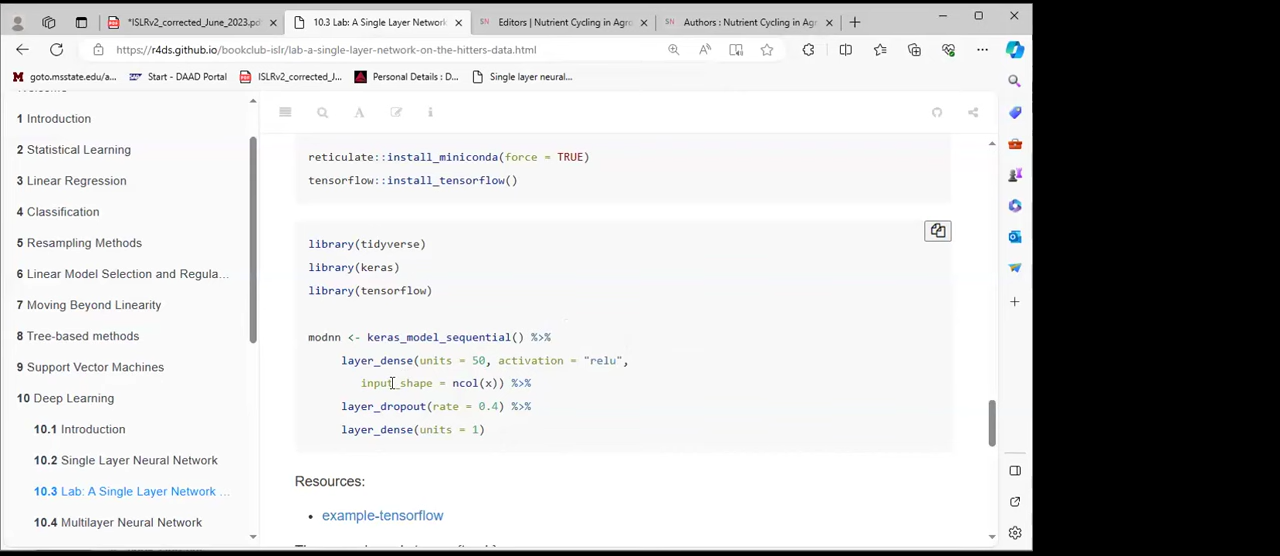 *ISLRv2_corrected_June_2023.pd
10.3 Lab: A Single Layer Network
Editors | Nutrient Cycling in Agro
Authors : Nutrient Cycling in Agr
https://r4ds.github.io/bookclub-islr/lab-a-single-layer-network-on-the-hitters-data.html
goto.msstate.edu/a...
Start - DAAD Portal
ISLRv2_corrected_J...
Personal Details : D...
Single layer neural...
1 Introduction
2 Statistical Learning
3 Linear Regression
4 Classification
5 Resampling Methods
6 Linear Model Selection and Regula...
7 Moving Beyond Linearity
8 Tree-based methods
9 Support Vector Machines
10 Deep Learning
10.1 Introduction
10.2 Single Layer Neural Network
10.3 Lab: A Single Layer Network ...
10.4 Multilayer Neural Network
reticulate::install_miniconda(force = TRUE)
tensorflow::install_tensorflow()
library(tidyverse)
library(keras)
library(tensorflow)
modnn <- keras_model_sequential() %>%
layer_dense(units = 50, activation = "relu",
input_shape = ncol(x)) %>%
layer_dropout(rate = 0.4) %>%
layer_dense(units = 1)
Resources:
• example-tensorflow